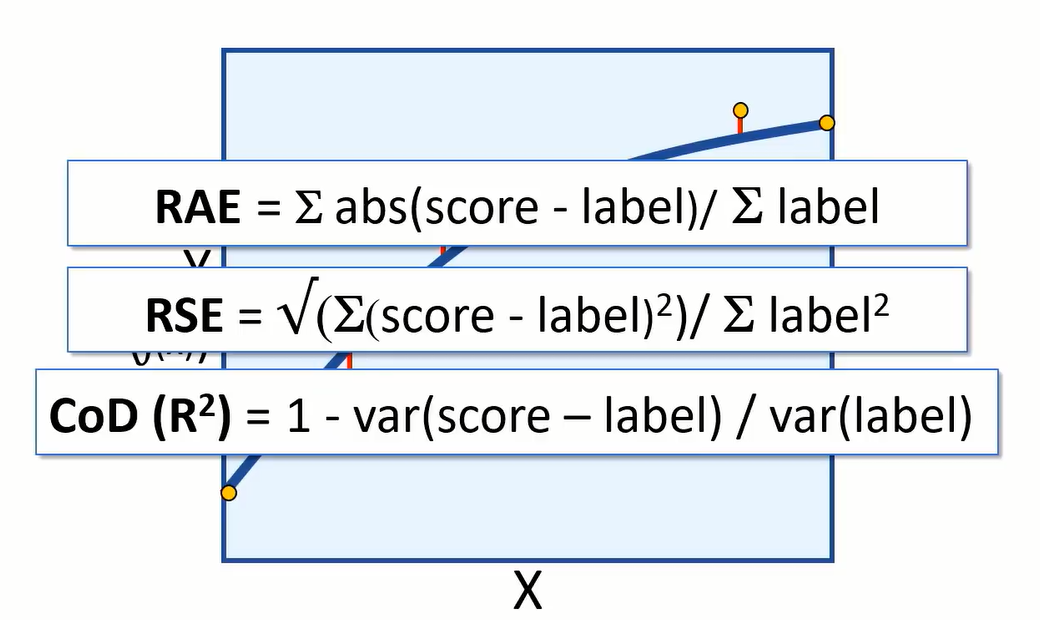 RAE = Σ abs(score - label)/ Σ label
Y
RSE = √(Σ(score - label)²)/ Σ label²
CoD (R²) = 1 - var(score – label) / var(label)
X